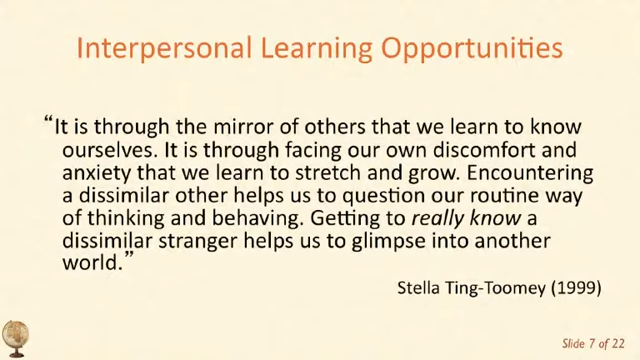 Interpersonal Learning Opportunities
“It is through the mirror of others that we learn to know
ourselves. It is through facing our own discomfort and
anxiety that we learn to stretch and grow. Encountering
a dissimilar other helps us to question our routine way
of thinking and behaving. Getting to really know a
dissimilar stranger helps us to glimpse into another
world.”
Stella Ting-Toomey (1999)
Slide 7 of 22